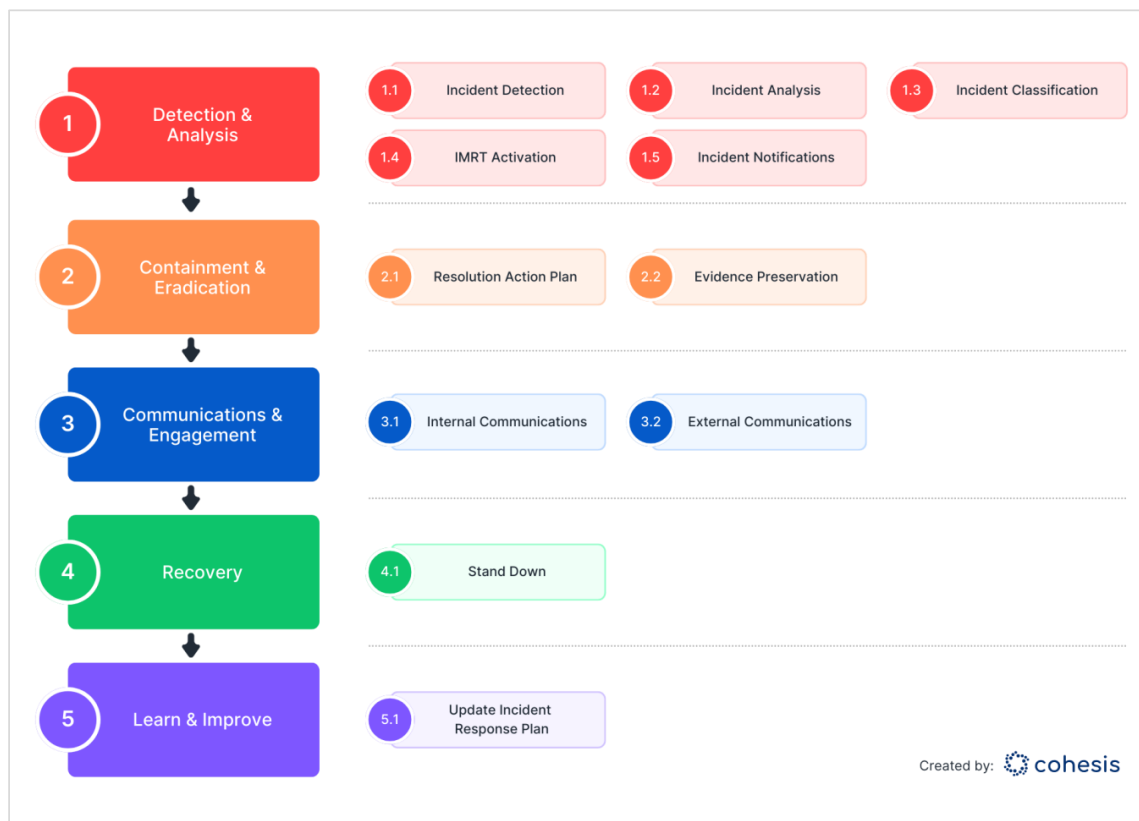 1
Detection &
Analysis
1.1
Incident Detection
1.2
Incident Analysis
1.3
Incident Classification
1.4
IMRT Activation
1.5
Incident Notifications
2
Containment &
Eradication
2.1
Resolution Action Plan
2.2
Evidence Preservation
3
Communications &
Engagement
3.1
Internal Communications
3.2
External Communications
4
Recovery
4.1
Stand Down
5
Learn & Improve
5.1
Update Incident
Response Plan
Created by: cohesis